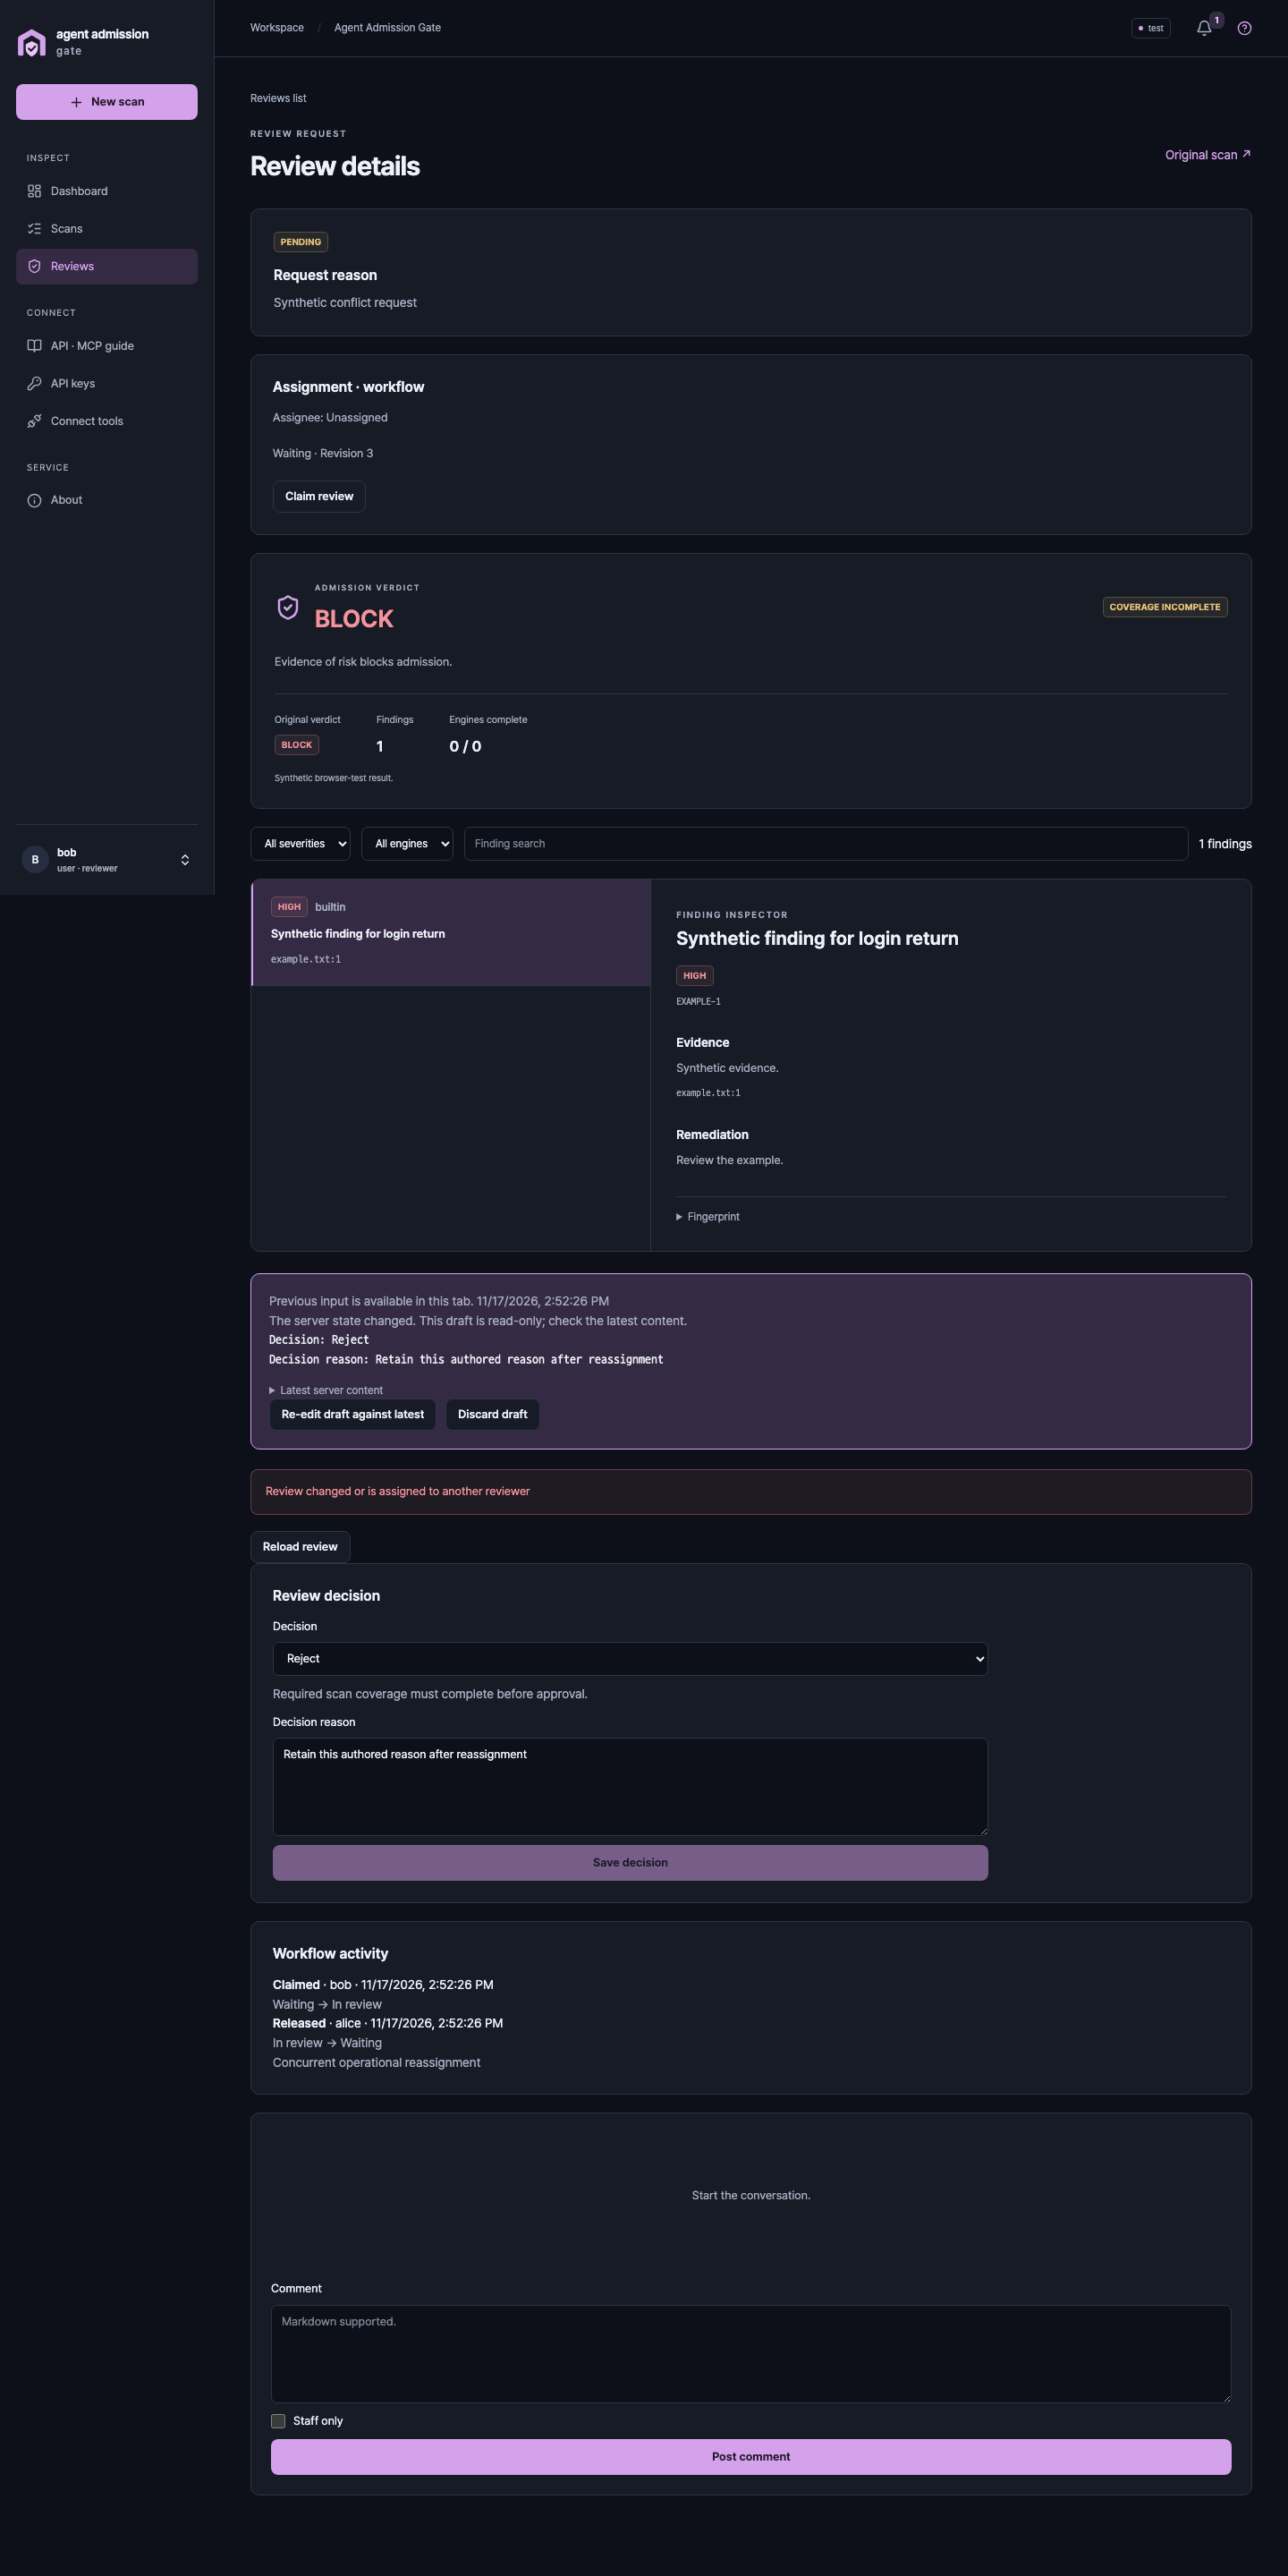 agent admission
gate
New scan
INSPECT
Dashboard
Scans
Reviews
CONNECT
API · MCP guide
API keys
Connect tools
SERVICE
About
B
bob
user · reviewer
Workspace / Agent Admission Gate
test
1
Reviews list
REVIEW REQUEST
Review details
Original scan ↗
PENDING
Request reason
Synthetic conflict request
Assignment · workflow
Assignee: Unassigned
Waiting · Revision 3
Claim review
ADMISSION VERDICT
BLOCK
COVERAGE INCOMPLETE
Evidence of risk blocks admission.
Original verdict Findings Engines complete
BLOCK 1 0 / 0
Synthetic browser-test result.
All severities All engines Finding search 1 findings
HIGH builtin
Synthetic finding for login return
example.txt:1
FINDING INSPECTOR
Synthetic finding for login return
HIGH
EXAMPLE-1
Evidence
Synthetic evidence.
example.txt:1
Remediation
Review the example.
Fingerprint
Previous input is available in this tab. 11/17/2026, 2:52:26 PM
The server state changed. This draft is read-only; check the latest content.
Decision: Reject
Decision reason: Retain this authored reason after reassignment
Latest server content
Re-edit draft against latest Discard draft
Review changed or is assigned to another reviewer
Reload review
Review decision
Decision
Reject
Required scan coverage must complete before approval.
Decision reason
Retain this authored reason after reassignment
Save decision
Workflow activity
Claimed · bob · 11/17/2026, 2:52:26 PM
Waiting → In review
Released · alice · 11/17/2026, 2:52:26 PM
In review → Waiting
Concurrent operational reassignment
Start the conversation.
Comment
Markdown supported.
Staff only
Post comment